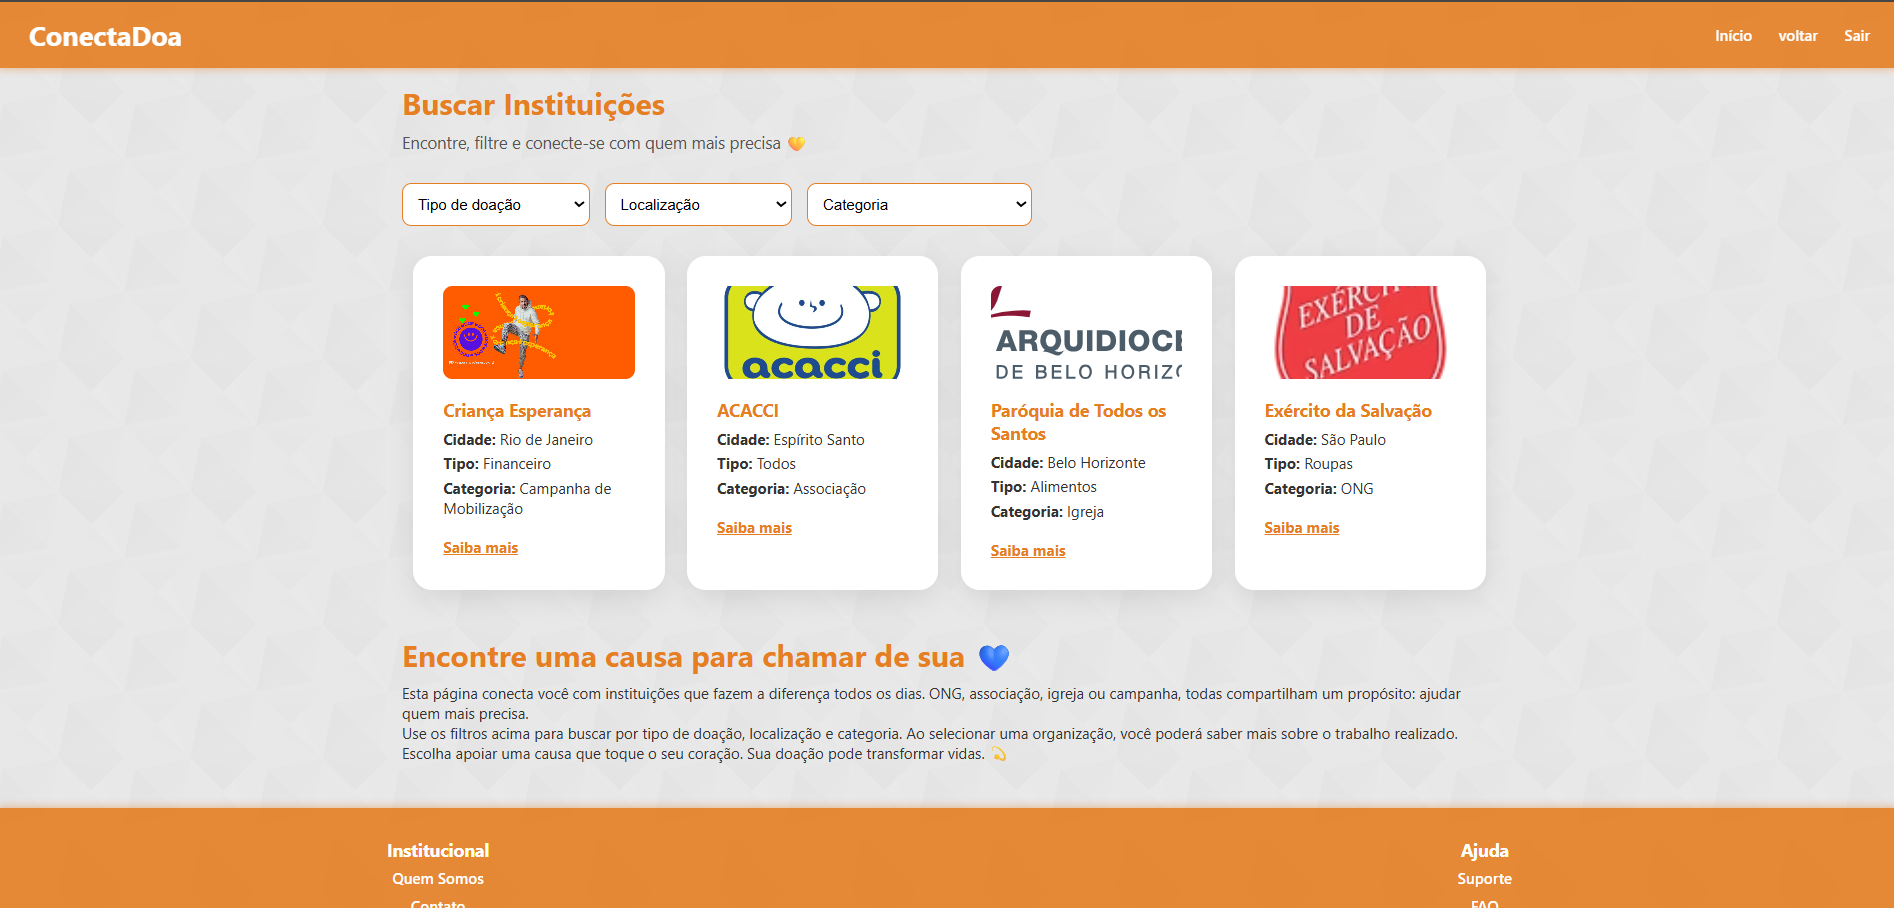 ConectaDoa
Início voltar Sair
Buscar Instituições
Encontre, filtre e conecte-se com quem mais precisa 🧡
Tipo de doação Localização Categoria
acacci
ARQUIDIOCE
DE BELO HORIZO
EXÉRCIT
DE
SALVAÇÃO
Criança Esperança
Cidade: Rio de Janeiro
Tipo: Financeiro
Categoria: Campanha de
Mobilização
Saiba mais
ACACCI
Cidade: Espírito Santo
Tipo: Todos
Categoria: Associação
Saiba mais
Paróquia de Todos os
Santos
Cidade: Belo Horizonte
Tipo: Alimentos
Categoria: Igreja
Saiba mais
Exército da Salvação
Cidade: São Paulo
Tipo: Roupas
Categoria: ONG
Saiba mais
Encontre uma causa para chamar de sua 💙
Esta página conecta você com instituições que fazem a diferença todos os dias. ONG, associação, igreja ou campanha, todas compartilham um propósito: ajudar
quem mais precisa.
Use os filtros acima para buscar por tipo de doação, localização e categoria. Ao selecionar uma organização, você poderá saber mais sobre o trabalho realizado.
Escolha apoiar uma causa que toque o seu coração. Sua doação pode transformar vidas. 💫
Institucional
Quem Somos
Contato
Ajuda
Suporte
FAQ